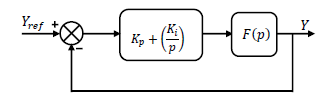 Y_ref + Y
−
K_p + (K_i / p)
F(p)